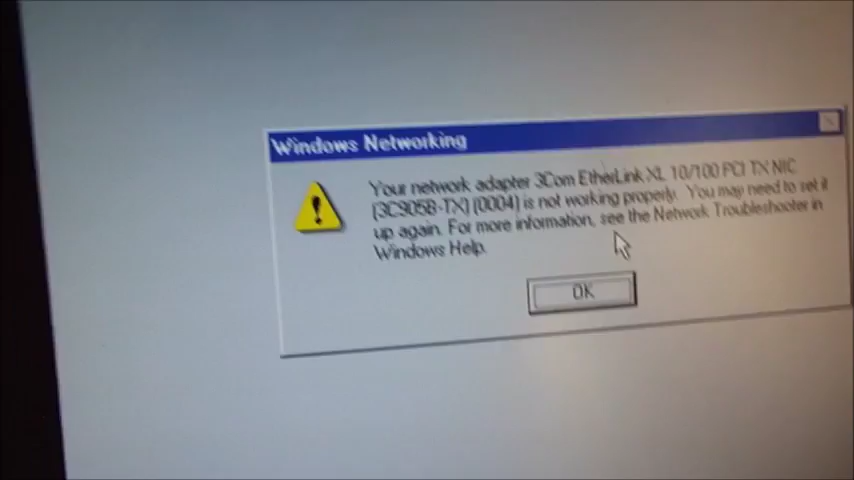 Windows Networking
Your network adapter 3Com EtherLink XL 10/100 PCI TX NIC
(3C905B-TX) (0004) is not working properly. You may need to set it
up again. For more information, see the Network Troubleshooter in
Windows Help.
OK